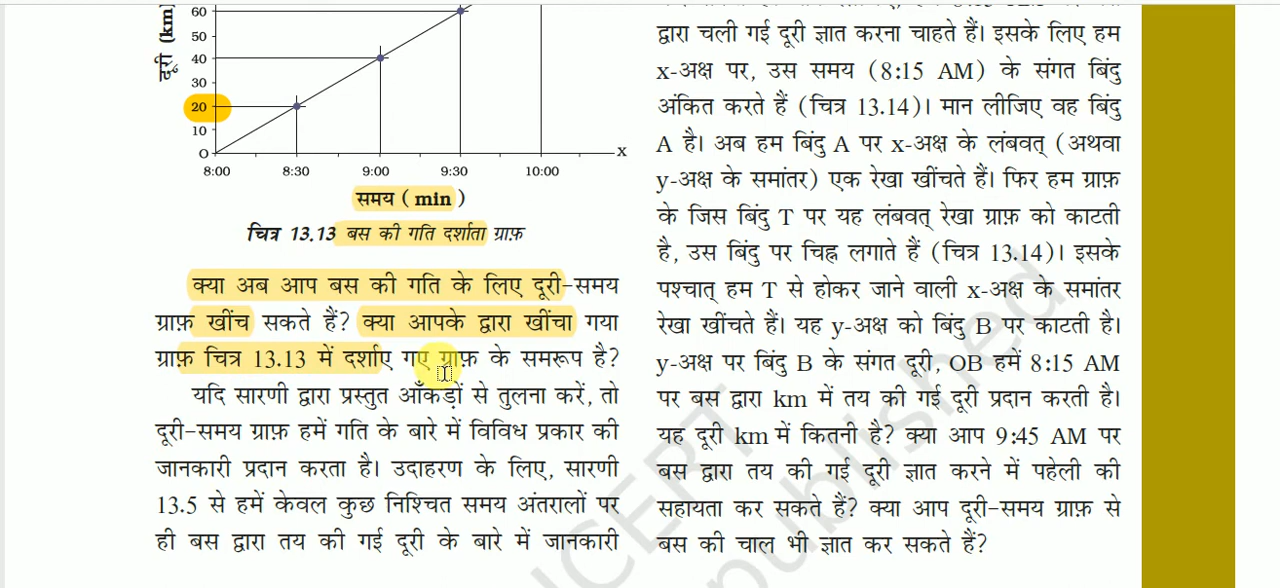 60
50
40
30
20
10
O
दूरी (km)
8:00 8:30 9:00 9:30 10:00
x
समय ( min )
चित्र 13.13 बस की गति दर्शाता ग्राफ़
क्या अब आप बस की गति के लिए दूरी-समय
ग्राफ़ खींच सकते हैं? क्या आपके द्वारा खींचा गया
ग्राफ़ चित्र 13.13 में दर्शाए गए ग्राफ़ के समरूप है?
यदि सारणी द्वारा प्रस्तुत आँकड़ों से तुलना करें, तो
दूरी-समय ग्राफ़ हमें गति के बारे में विविध प्रकार की
जानकारी प्रदान करता है। उदाहरण के लिए, सारणी
13.5 से हमें केवल कुछ निश्चित समय अंतरालों पर
ही बस द्वारा तय की गई दूरी के बारे में जानकारी
द्वारा चली गई दूरी ज्ञात करना चाहते हैं। इसके लिए हम
x-अक्ष पर, उस समय (8:15 AM) के संगत बिंदु
अंकित करते हैं (चित्र 13.14)। मान लीजिए वह बिंदु
A है। अब हम बिंदु A पर x-अक्ष के लंबवत् (अथवा
y-अक्ष के समांतर) एक रेखा खींचते हैं। फिर हम ग्राफ़
के जिस बिंदु T पर यह लंबवत् रेखा ग्राफ़ को काटती
है, उस बिंदु पर चिह्न लगाते हैं (चित्र 13.14)। इसके
पश्चात् हम T से होकर जाने वाली x-अक्ष के समांतर
रेखा खींचते हैं। यह y-अक्ष को बिंदु B पर काटती है।
y-अक्ष पर बिंदु B के संगत दूरी, OB हमें 8:15 AM
पर बस द्वारा km में तय की गई दूरी प्रदान करती है।
यह दूरी km में कितनी है? क्या आप 9:45 AM पर
बस द्वारा तय की गई दूरी ज्ञात करने में पहेली की
सहायता कर सकते हैं? क्या आप दूरी-समय ग्राफ़ से
बस की चाल भी ज्ञात कर सकते हैं?
NCERT
published